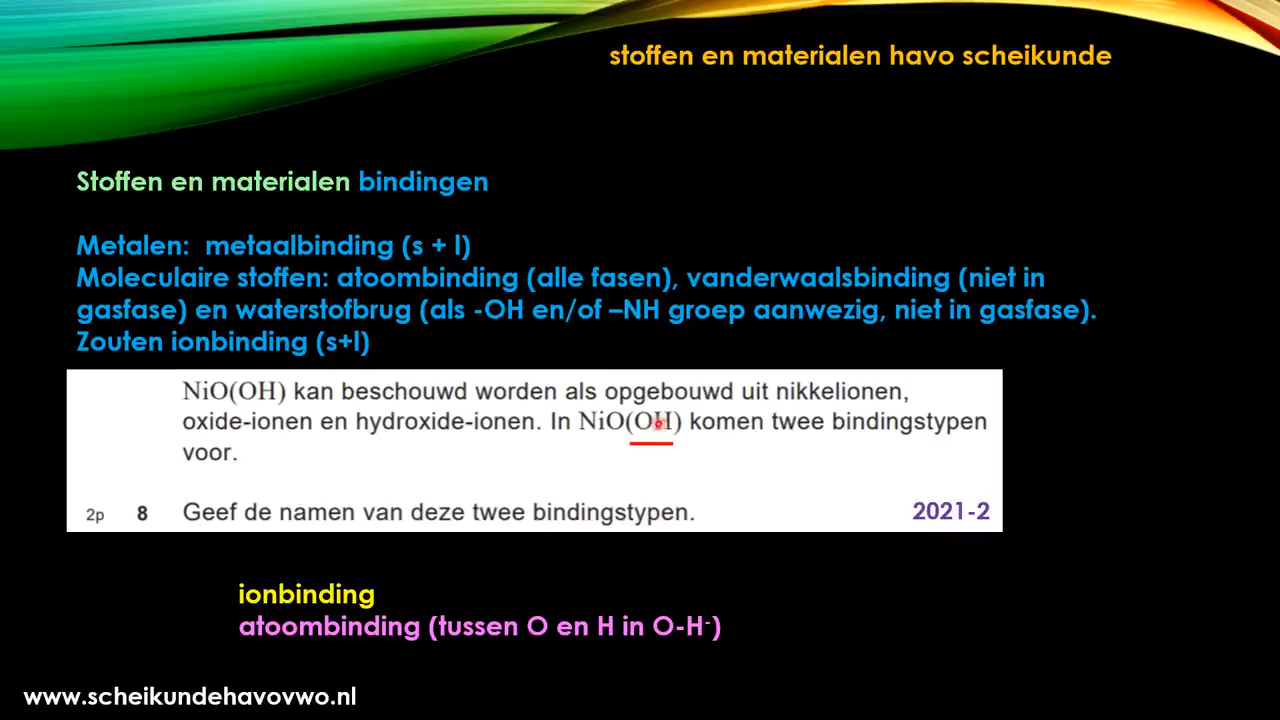 stoffen en materialen havo scheikunde
Stoffen en materialen bindingen
Metalen: metaalbinding (s + l)
Moleculaire stoffen: atoombinding (alle fasen), vanderwaalsbinding (niet in
gasfase) en waterstofbrug (als -OH en/of –NH groep aanwezig, niet in gasfase).
Zouten ionbinding (s+l)
NiO(OH) kan beschouwd worden als opgebouwd uit nikkelionen,
oxide-ionen en hydroxide-ionen. In NiO(OH) komen twee bindingstypen
voor.
2p 8 Geef de namen van deze twee bindingstypen. 2021-2
ionbinding
atoombinding (tussen O en H in O-H⁻)
www.scheikundehavovwo.nl